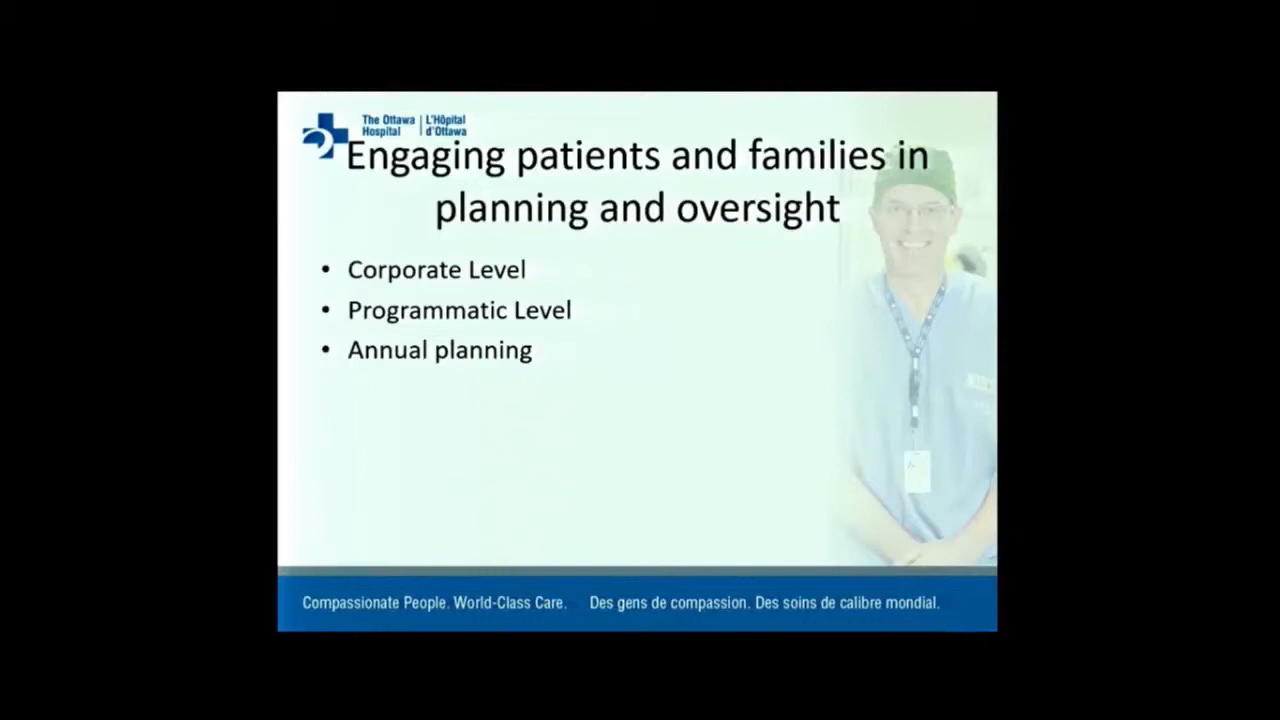 The Ottawa Hospital
L'Hôpital d'Ottawa
Engaging patients and families in
planning and oversight
• Corporate Level
• Programmatic Level
• Annual planning
Compassionate People. World-Class Care. Des gens de compassion. Des soins de calibre mondial.